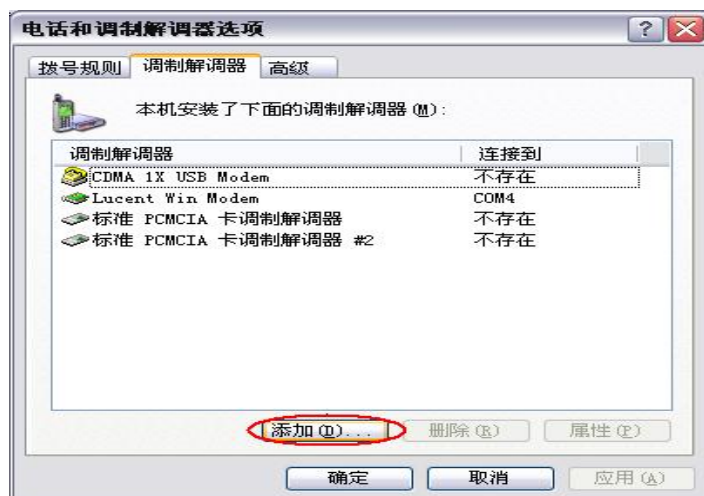 电话和调制解调器选项
拨号规则 调制解调器 高级
本机安装了下面的调制解调器(M):
调制解调器 连接到
CDMA 1X USB Modem 不存在
Lucent Win Modem COM4
标准 PCMCIA 卡调制解调器 不存在
标准 PCMCIA 卡调制解调器 #2 不存在
添加(D)... 删除(R) 属性(P)
确定 取消 应用(A)